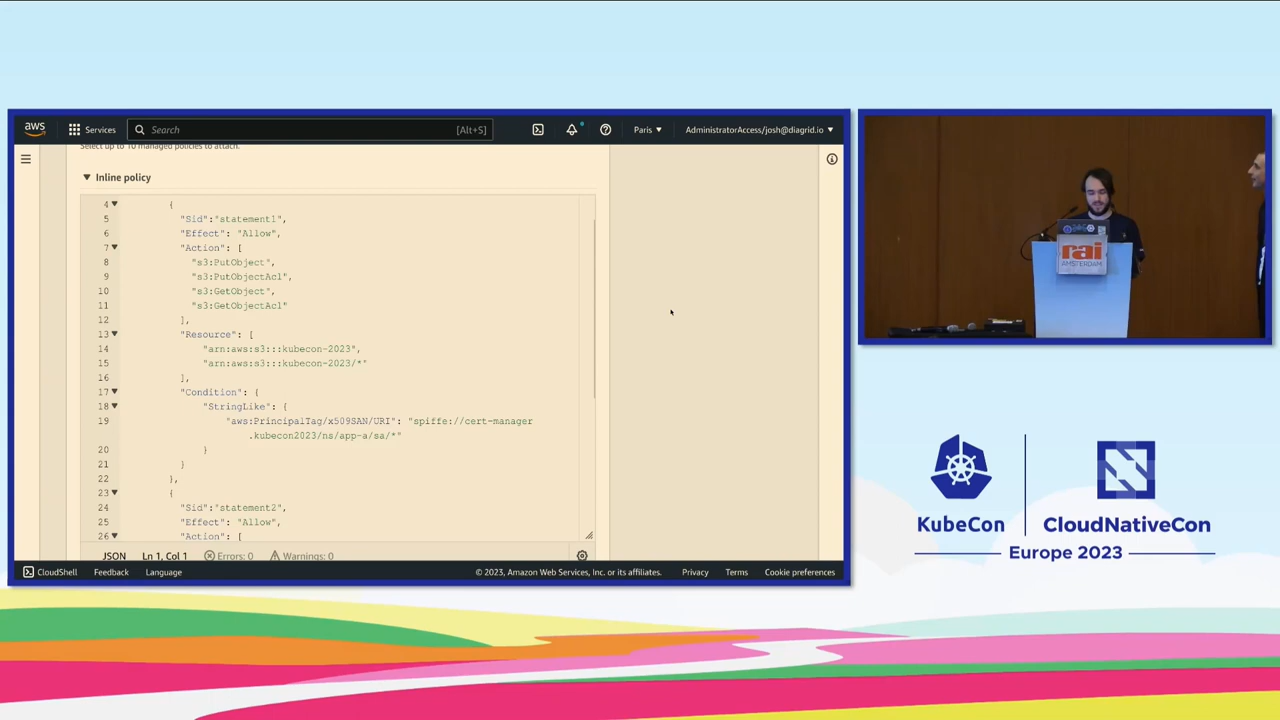 aws
Services
Search
[Alt+S]
Paris ▼
AdministratorAccess/josh@diagrid.io ▼
Select up to 10 managed policies to attach.
▼ Inline policy
4 {
5 "Sid":"statement1",
6 "Effect": "Allow",
7 "Action": [
8 "s3:PutObject",
9 "s3:PutObjectAcl",
10 "s3:GetObject",
11 "s3:GetObjectAcl"
12 ],
13 "Resource": [
14 "arn:aws:s3:::kubecon-2023",
15 "arn:aws:s3:::kubecon-2023/*"
16 ],
17 "Condition": {
18 "StringLike": {
19 "aws:PrincipalTag/x509SAN/URI": "spiffe://cert-manager
.kubecon2023/ns/app-a/sa/*"
20 }
21 }
22 },
23 {
24 "Sid":"statement2",
25 "Effect": "Allow",
26 "Action": [
JSON Ln 1, Col 1 Errors: 0 Warnings: 0
CloudShell Feedback Language © 2023, Amazon Web Services, Inc. or its affiliates. Privacy Terms Cookie preferences
rai
AMSTERDAM
KubeCon
CloudNativeCon
Europe 2023